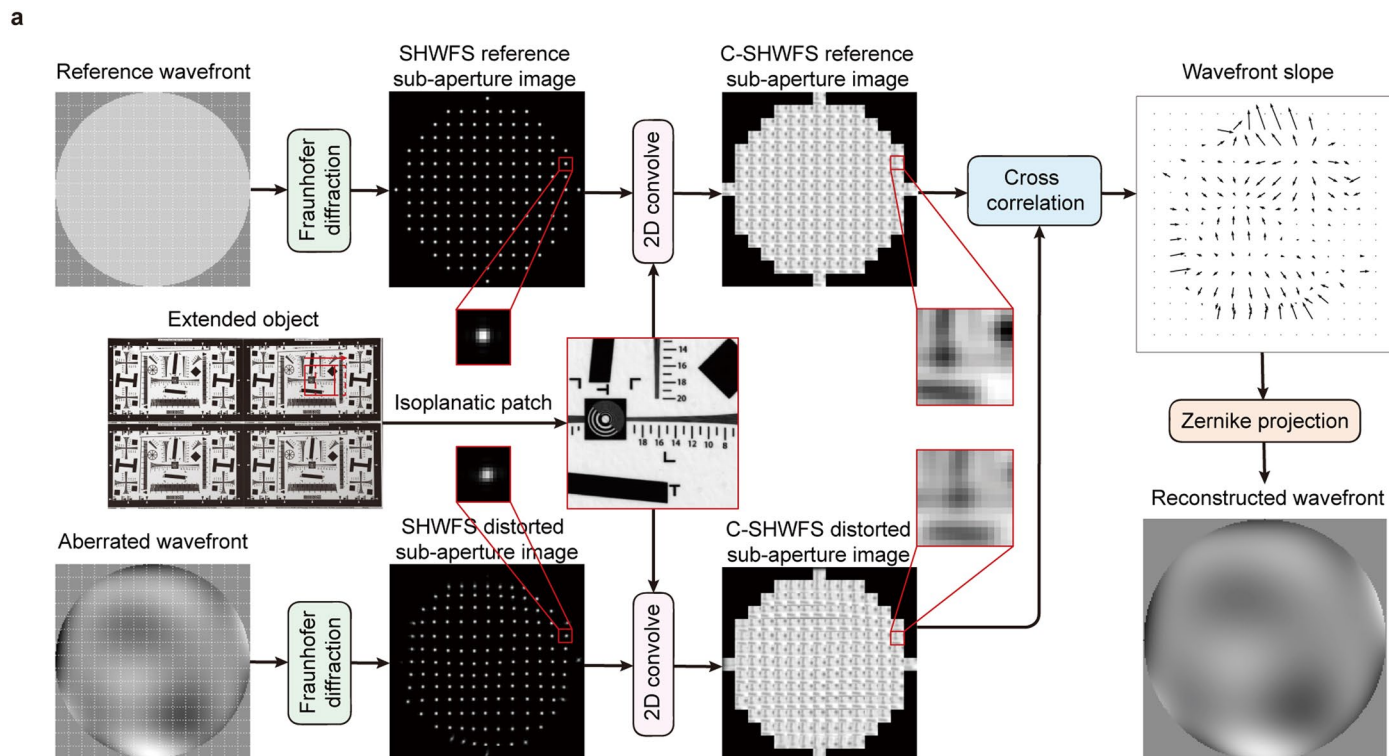 a
Reference wavefront
Fraunhofer
diffraction
SHWFS reference
sub-aperture image
2D convolve
C-SHWFS reference
sub-aperture image
Cross
correlation
Wavefront slope
Extended object
Isoplanatic patch
14
16
18
20
18 16 14 12 10 8
Zernike projection
Reconstructed wavefront
Aberrated wavefront
Fraunhofer
diffraction
SHWFS distorted
sub-aperture image
2D convolve
C-SHWFS distorted
sub-aperture image